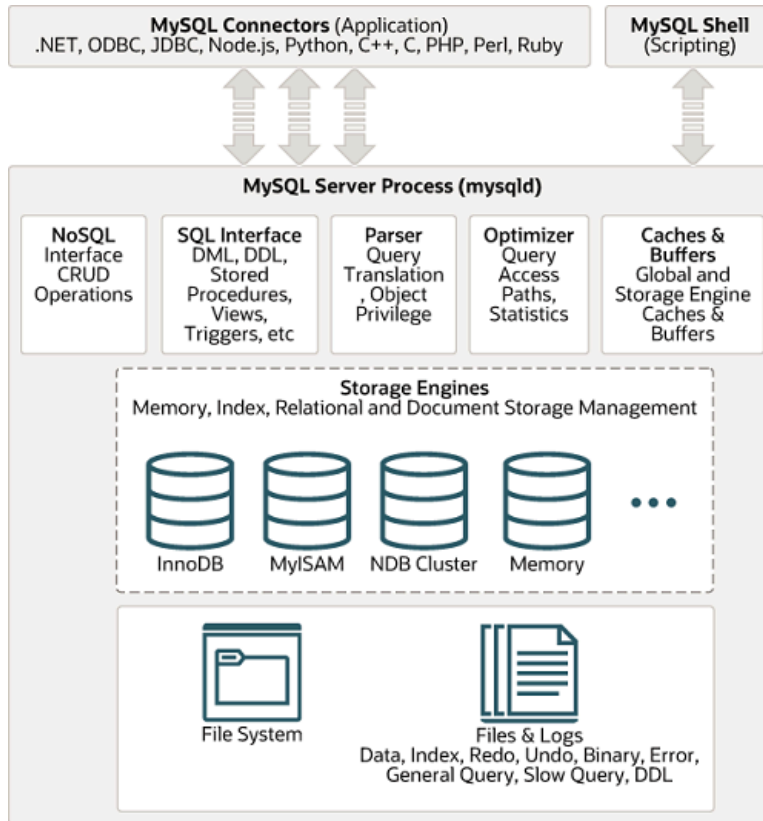 MySQL Connectors (Application)
.NET, ODBC, JDBC, Node.js, Python, C++, C, PHP, Perl, Ruby
MySQL Shell
(Scripting)
MySQL Server Process (mysqld)
NoSQL
Interface
CRUD
Operations
SQL Interface
DML, DDL,
Stored
Procedures,
Views,
Triggers, etc
Parser
Query
Translation
, Object
Privilege
Optimizer
Query
Access
Paths,
Statistics
Caches &
Buffers
Global and
Storage Engine
Caches &
Buffers
Storage Engines
Memory, Index, Relational and Document Storage Management
InnoDB
MyISAM
NDB Cluster
Memory
File System
Files & Logs
Data, Index, Redo, Undo, Binary, Error,
General Query, Slow Query, DDL